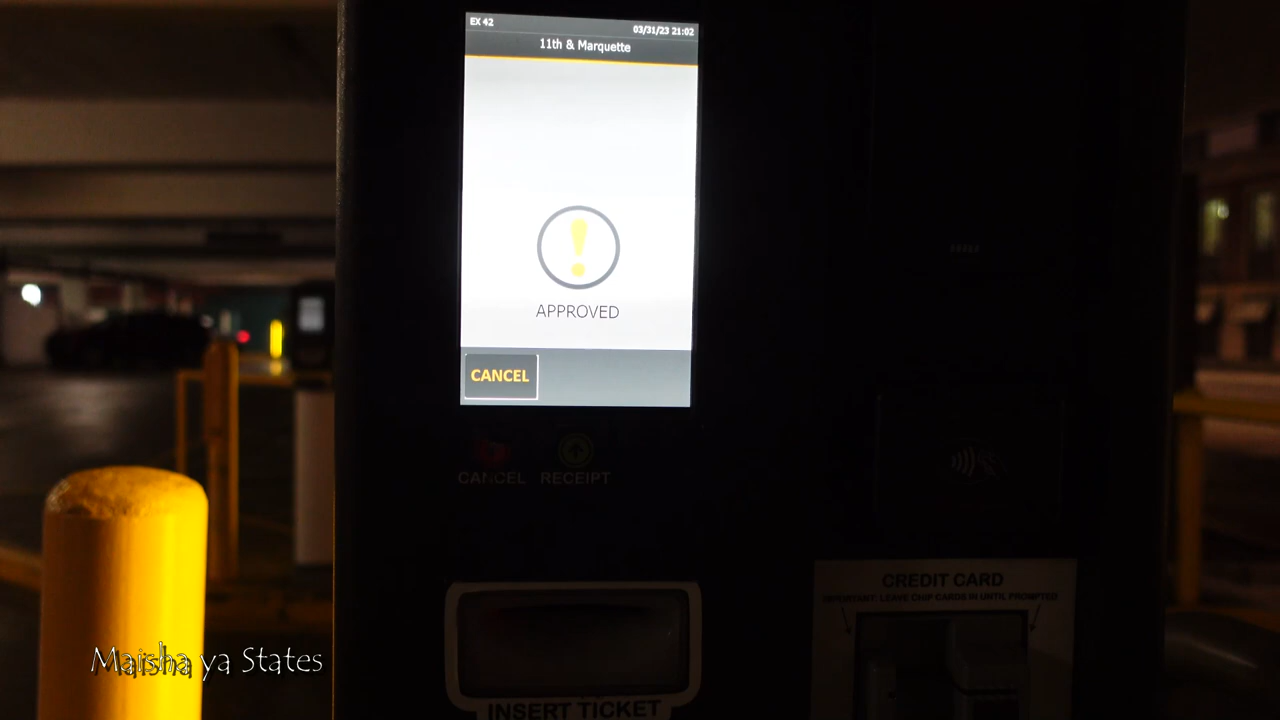 EX 42
03/31/23 21:02
11th & Marquette
APPROVED
CANCEL
CANCEL RECEIPT
CREDIT CARD
IMPORTANT: LEAVE CHIP CARDS IN UNTIL PROMPTED
INSERT TICKET
Maisha ya States